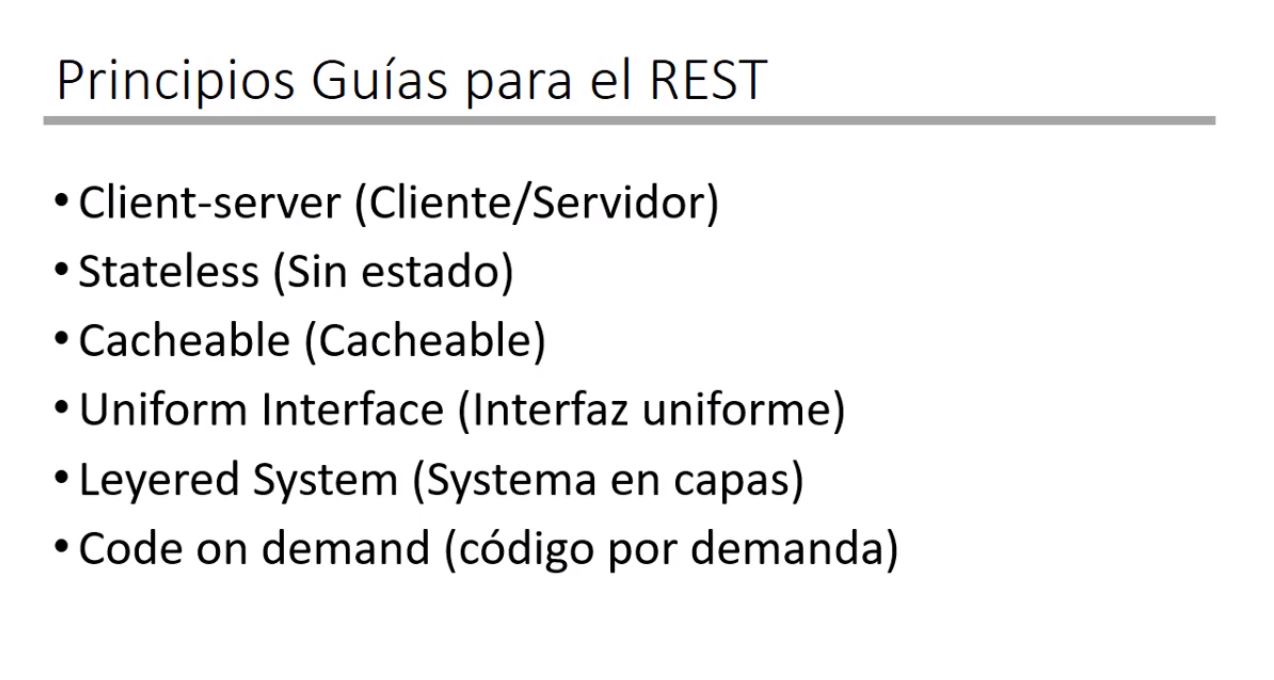 Principios Guías para el REST
• Client-server (Cliente/Servidor)
• Stateless (Sin estado)
• Cacheable (Cacheable)
• Uniform Interface (Interfaz uniforme)
• Leyered System (Systema en capas)
• Code on demand (código por demanda)